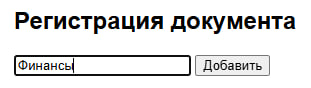 Регистрация документа
Финансы Добавить